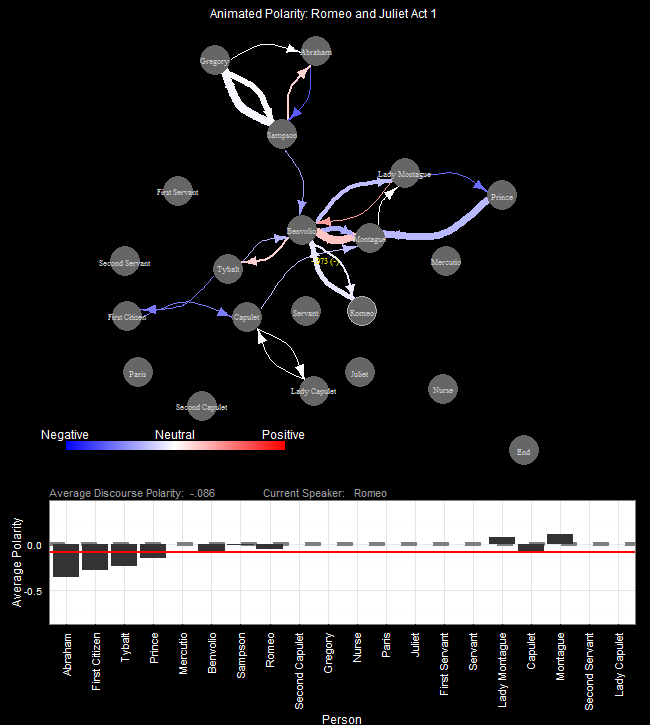 Animated Polarity: Romeo and Juliet Act 1
Gregory
Abraham
Sampson
Lady Montague
First Servant
Prince
Benvolio
Montague
Second Servant
Tybalt
Mercutio
First Citizen
Capulet
Servant
Romeo
Paris
Juliet
Lady Capulet
Nurse
Second Capulet
Negative Neutral Positive
End
Average Discourse Polarity: -.086 Current Speaker: Romeo
Average Polarity
0.0
-0.5
Abraham
First Citizen
Tybalt
Prince
Mercutio
Benvolio
Sampson
Romeo
Second Capulet
Gregory
Nurse
Paris
Juliet
First Servant
Servant
Lady Montague
Capulet
Montague
Second Servant
Lady Capulet
Person